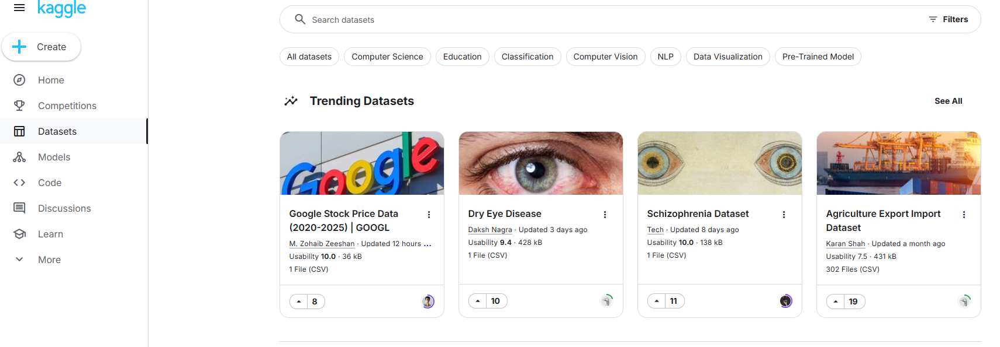 kaggle
Create
Home
Competitions
Datasets
Models
Code
Discussions
Learn
More
Search datasets
Filters
All datasets
Computer Science
Education
Classification
Computer Vision
NLP
Data Visualization
Pre-Trained Model
Trending Datasets
See All
Google
Google Stock Price Data
(2020-2025) | GOOGL
M. Zohaib Zeeshan · Updated 12 hours ...
Usability 10.0 · 36 kB
1 File (CSV)
8
Dry Eye Disease
Daksh Nagra · Updated 3 days ago
Usability 9.4 · 428 kB
1 File (CSV)
10
Schizophrenia Dataset
Tech · Updated 8 days ago
Usability 10.0 · 138 kB
1 File (CSV)
11
Agriculture Export Import
Dataset
Karan Shah · Updated a month ago
Usability 7.5 · 431 kB
302 Files (CSV)
19